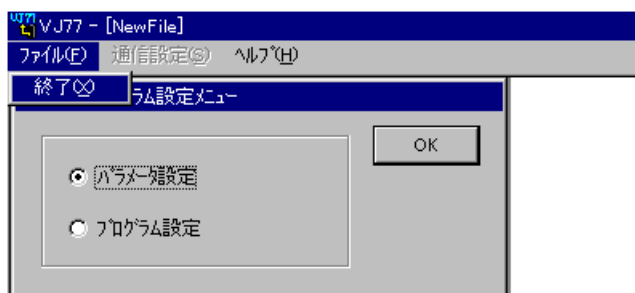 VJ77 - [NewFile]
ﾌｧｲﾙ(F) 通信設定(S) ﾍﾙﾌﾟ(H)
終了(X)
ﾗﾑ設定ﾒﾆｭｰ
OK
ﾊﾟﾗﾒｰﾀ設定
ﾌﾟﾛｸﾞﾗﾑ設定